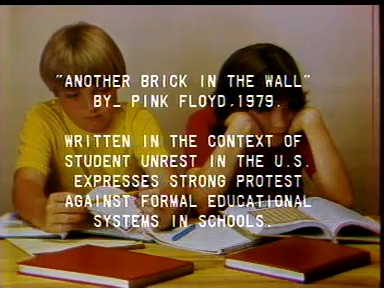 "ANOTHER BRICK IN THE WALL"
BY_ PINK FLOYD.1979.
WRITTEN IN THE CONTEXT OF
STUDENT UNREST IN THE U.S.
EXPRESSES STRONG PROTEST
AGAINST FORMAL EDUCATIONAL
SYSTEMS IN SCHOOLS.